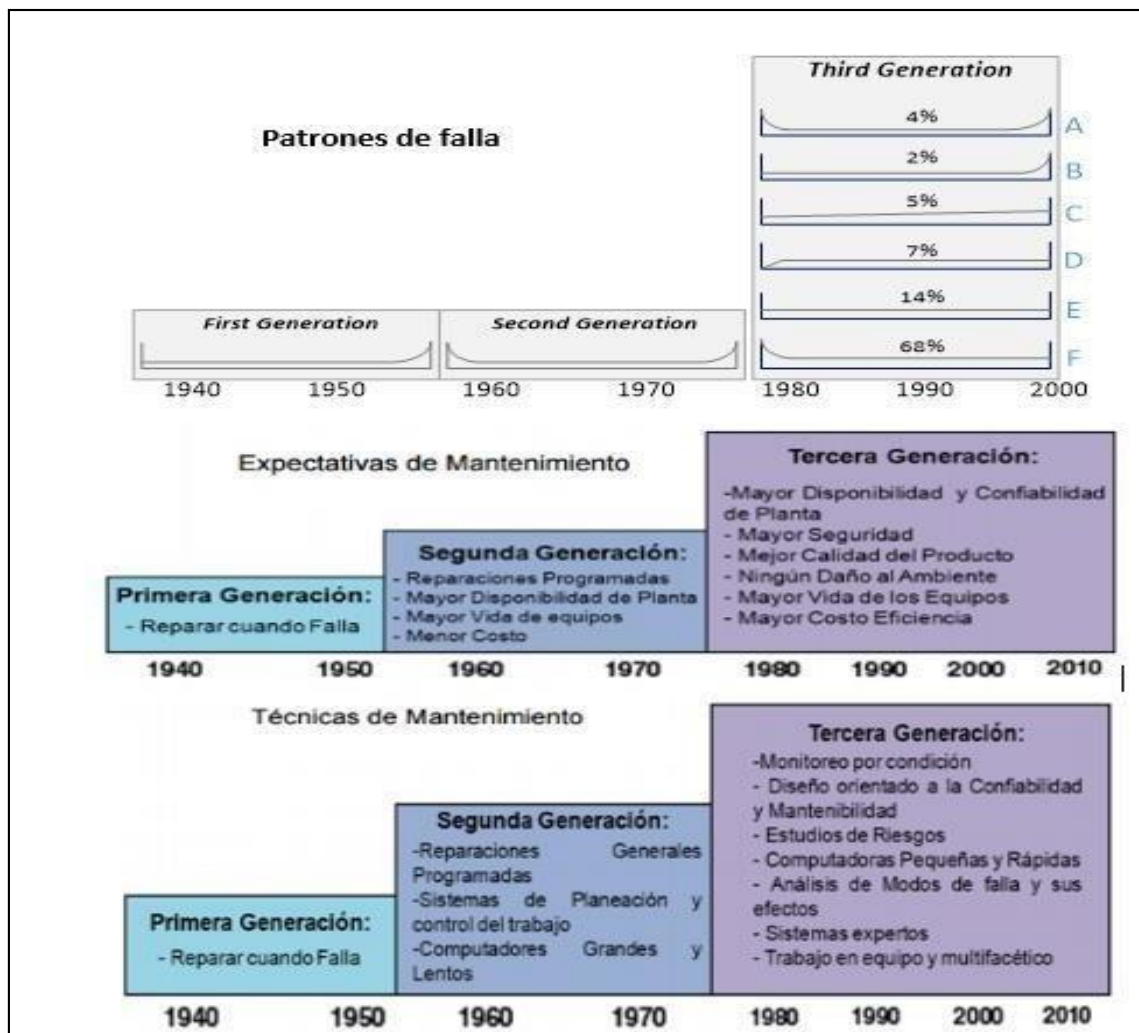 Patrones de falla
Third Generation
4%
A
2%
B
5%
C
7%
D
14%
E
68%
F
First Generation
Second Generation
1940 1950 1960 1970 1980 1990 2000
Expectativas de Mantenimiento
Primera Generación:
- Reparar cuando Falla
Segunda Generación:
- Reparaciones Programadas
- Mayor Disponibilidad de Planta
- Mayor Vida de equipos
- Menor Costo
Tercera Generación:
-Mayor Disponibilidad y Confiabilidad
de Planta
- Mayor Seguridad
- Mejor Calidad del Producto
- Ningún Daño al Ambiente
- Mayor Vida de los Equipos
- Mayor Costo Eficiencia
1940 1950 1960 1970 1980 1990 2000 2010
Técnicas de Mantenimiento
Primera Generación:
- Reparar cuando Falla
Segunda Generación:
-Reparaciones Generales
Programadas
-Sistemas de Planeación y
control del trabajo
-Computadores Grandes y
Lentos
Tercera Generación:
-Monitoreo por condición
- Diseño orientado a la Confiabilidad
y Mantenibilidad
- Estudios de Riesgos
- Computadoras Pequeñas y Rápidas
- Análisis de Modos de falla y sus
efectos
- Sistemas expertos
- Trabajo en equipo y multifacético
1940 1950 1960 1970 1980 1990 2000 2010